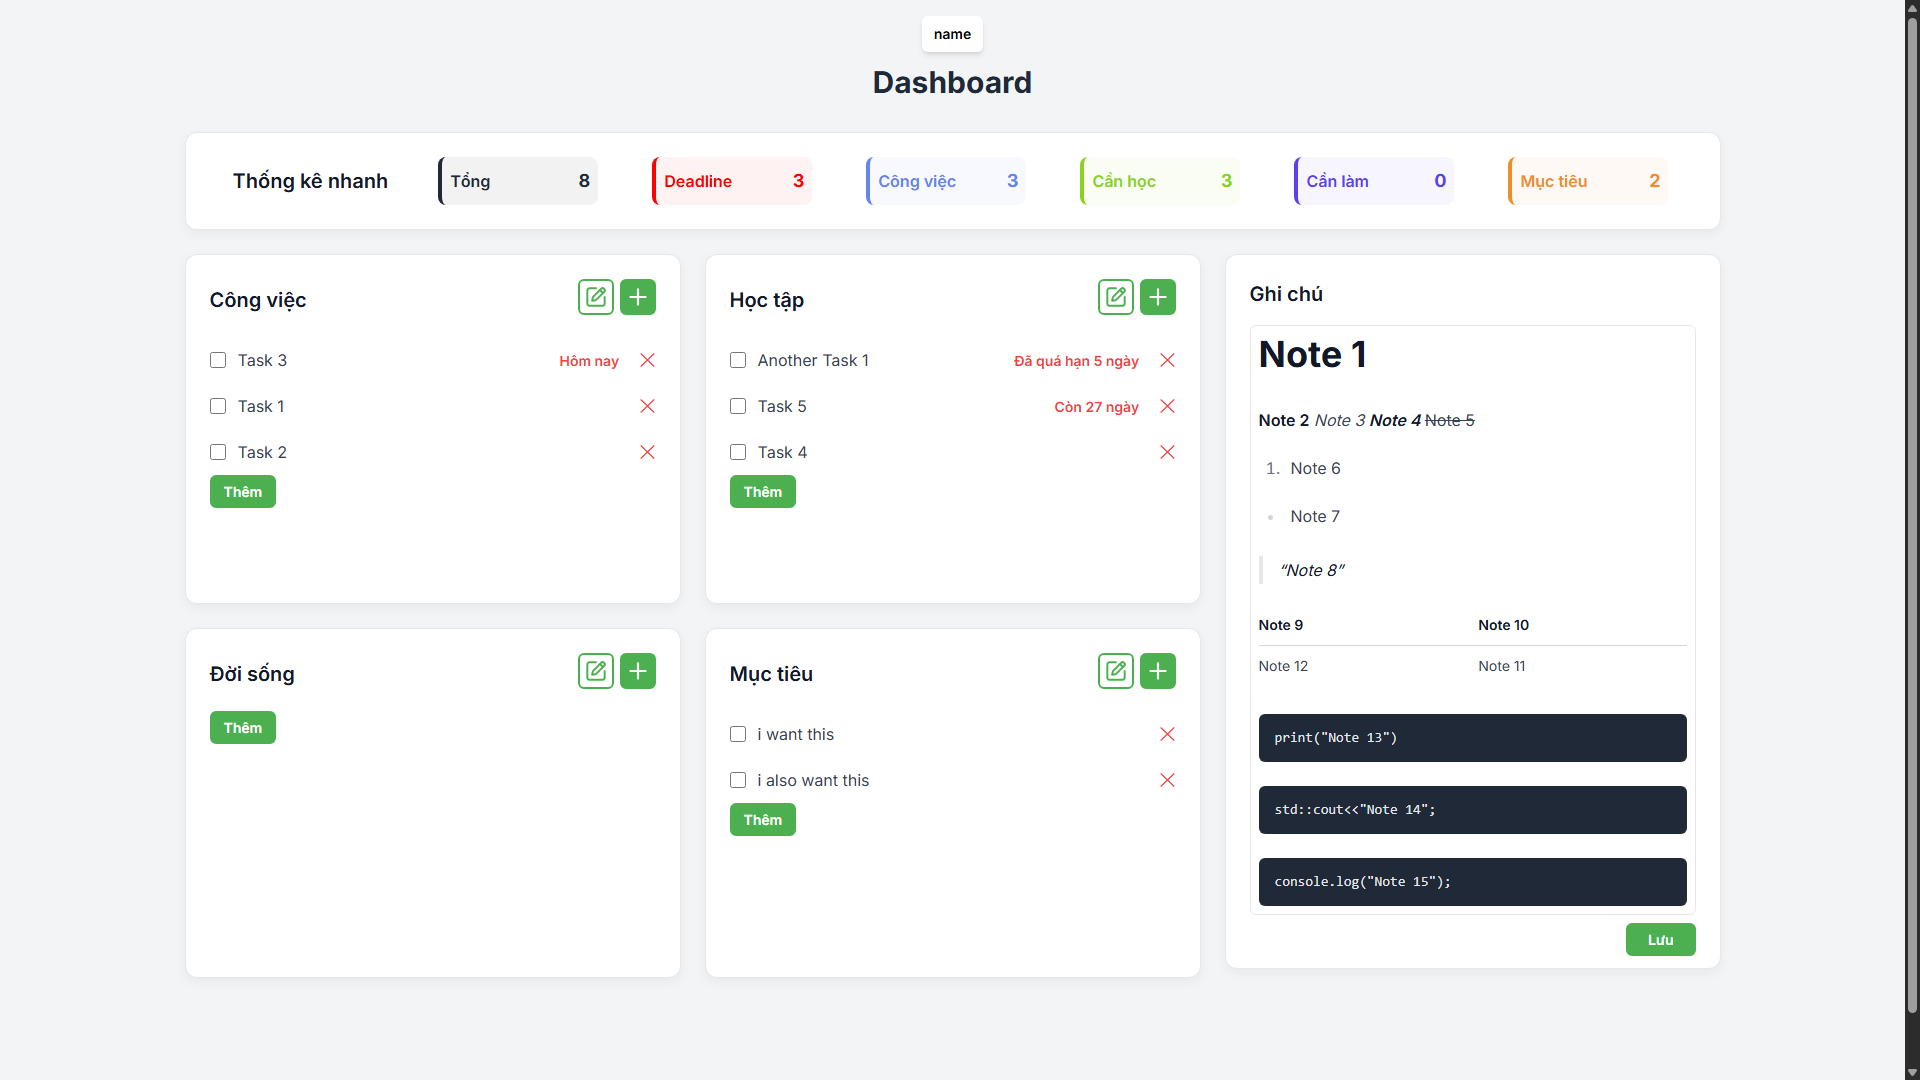 name
Dashboard
Thống kê nhanh
Tổng 8
Deadline 3
Công việc 3
Cần học 3
Cần làm 0
Mục tiêu 2
Công việc
Task 3 Hôm nay
Task 1
Task 2
Thêm
Học tập
Another Task 1 Đã quá hạn 5 ngày
Task 5 Còn 27 ngày
Task 4
Thêm
Đời sống
Thêm
Mục tiêu
i want this
i also want this
Thêm
Ghi chú
Note 1
Note 2 Note 3 Note 4 Note 5
1. Note 6
• Note 7
“Note 8”
Note 9 Note 10
Note 12 Note 11
print("Note 13")
std::cout<<"Note 14";
console.log("Note 15");
Lưu